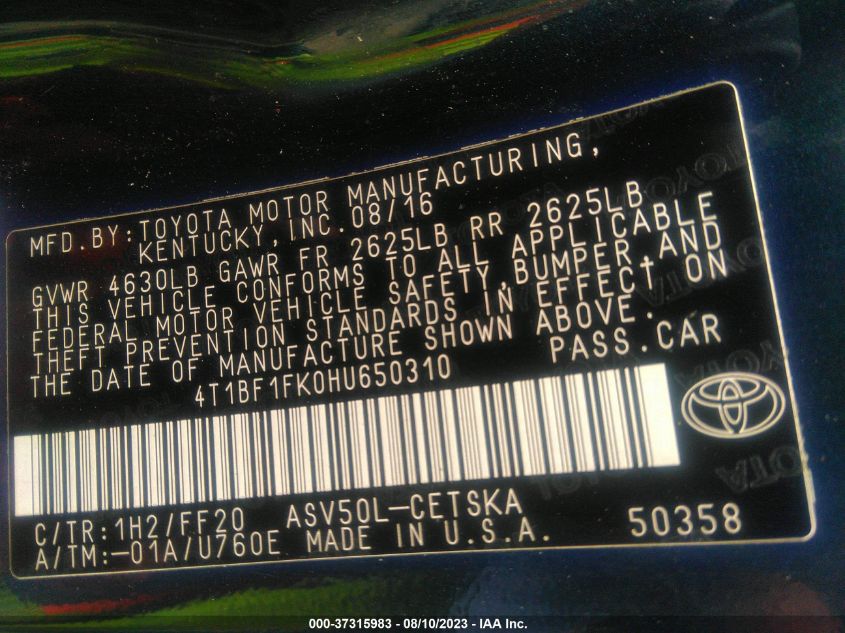 MFD.BY:TOYOTA MOTOR MANUFACTURING,
KENTUCKY,INC.08/16
GVWR 4630LB GAWR FR 2625LB RR 2625LB
THIS VEHICLE CONFORMS TO ALL APPLICABLE
FEDERAL MOTOR VEHICLE SAFETY,BUMPER,AND
THEFT PREVENTION STANDARDS IN EFFECT ON
THE DATE OF MANUFACTURE SHOWN ABOVE.
4T1BF1FK0HU650310 PASS.CAR
C/TR:1H2/FF20 ASV50L-CETSKA
A/TM:-01A/U760E MADE IN U.S.A. 50358
000-37315983 - 08/10/2023 - IAA Inc.